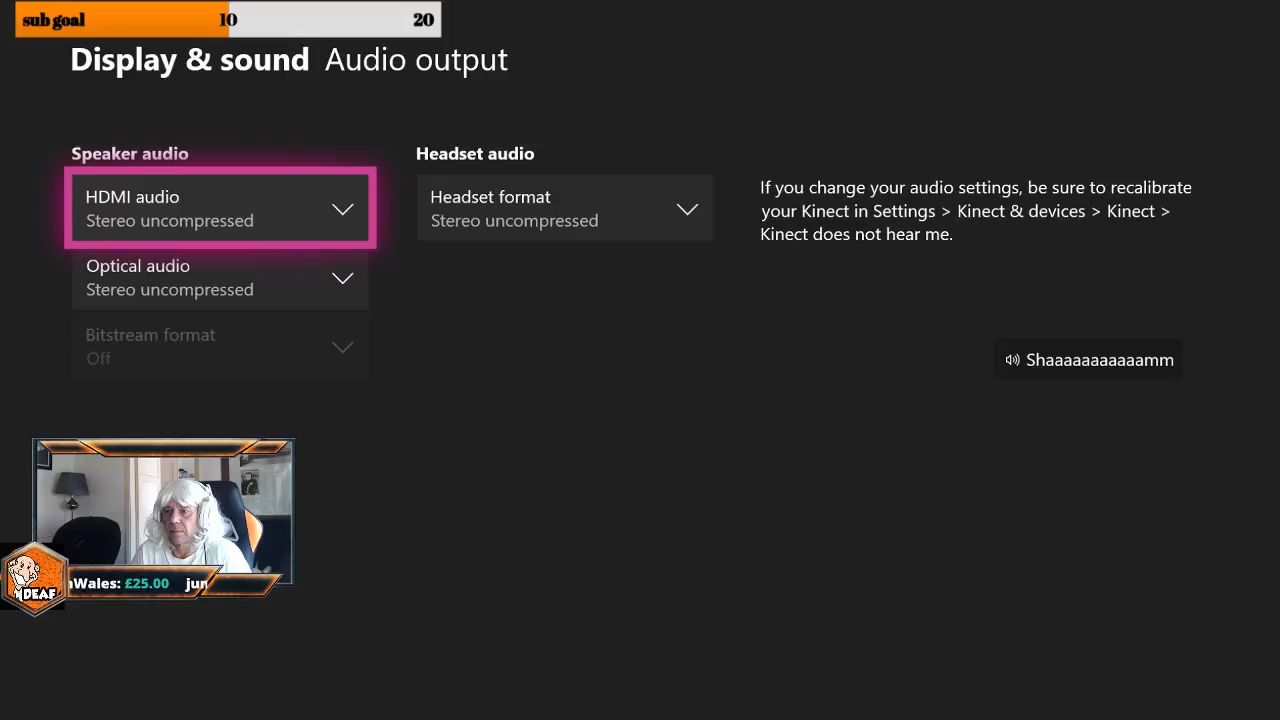 sub goal 10 20
Display & sound Audio output
Speaker audio
HDMI audio
Stereo uncompressed
Optical audio
Stereo uncompressed
Bitstream format
Off
Headset audio
Headset format
Stereo uncompressed
If you change your audio settings, be sure to recalibrate
your Kinect in Settings > Kinect & devices > Kinect >
Kinect does not hear me.
Shaaaaaaaaaaamm
DEAF
Wales: £25.00 jun